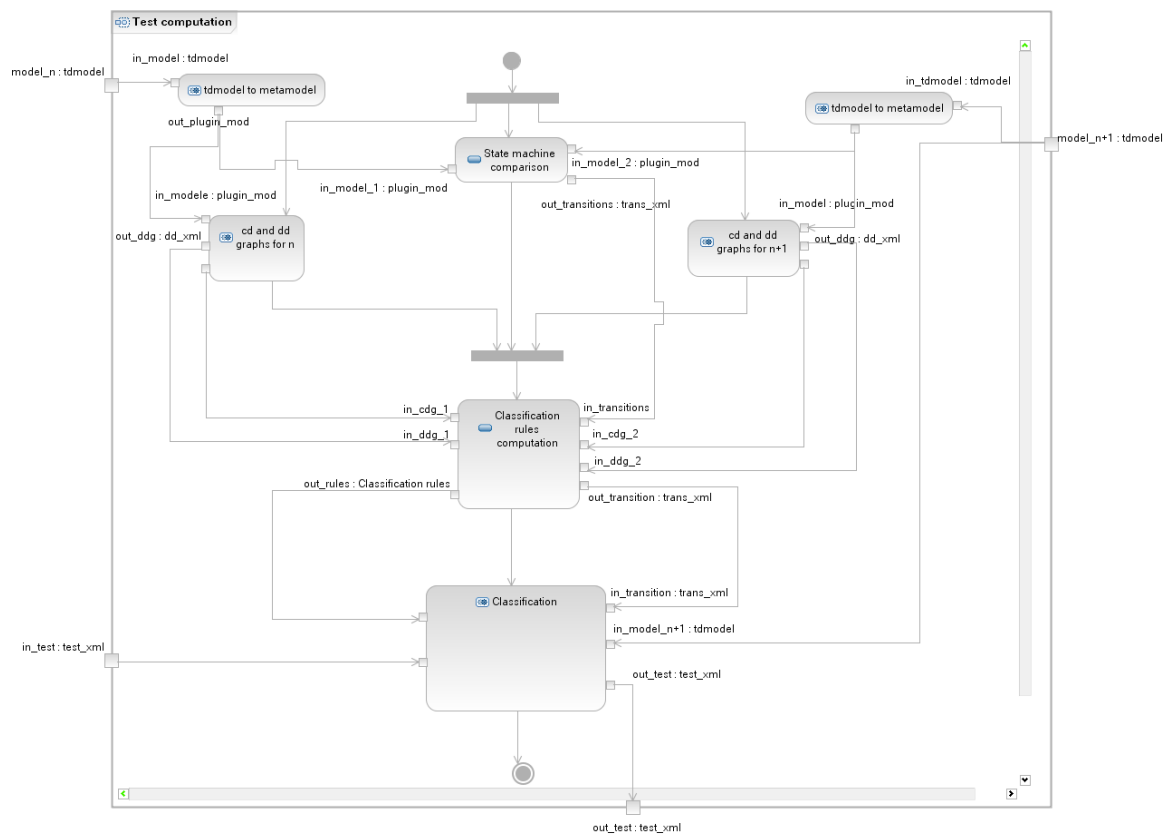 Test computation
in_model : tdmodel
model_n : tdmodel
tdmodel to metamodel
in_tdmodel : tdmodel
tdmodel to metamodel
out_plugin_mod
model_n+1 : tdmodel
State machine
comparison
in_model_2 : plugin_mod
in_model_1 : plugin_mod
in_modele : plugin_mod
out_transitions : trans_xml
in_model : plugin_mod
out_ddg : dd_xml
cd and dd
graphs for n
cd and dd
graphs for n+1
out_ddg : dd_xml
in_cdg_1
Classification
rules
computation
in_transitions
in_ddg_1
in_cdg_2
in_ddg_2
out_rules : Classification rules
out_transition : trans_xml
Classification
in_transition : trans_xml
in_model_n+1 : tdmodel
in_test : test_xml
out_test : test_xml
out_test : test_xml